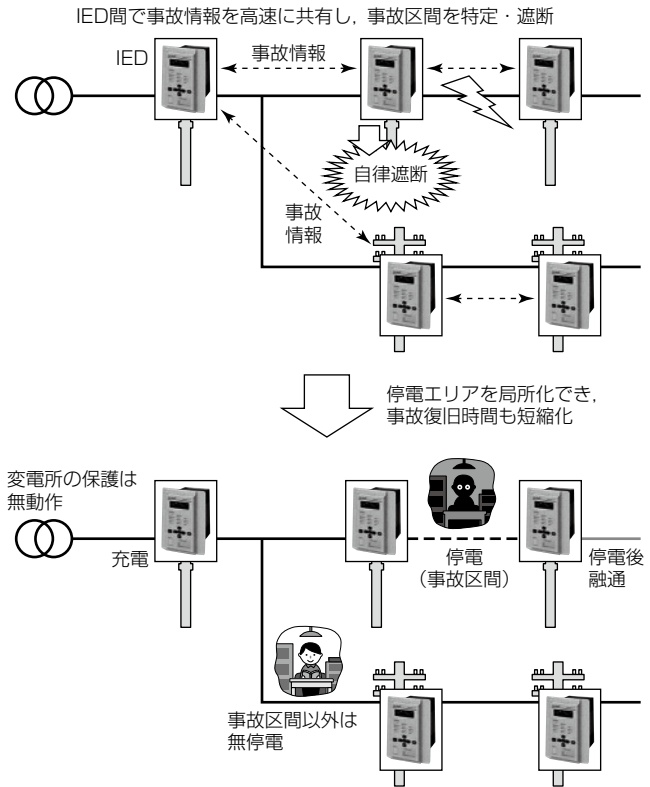 IED間で事故情報を高速に共有し，事故区間を特定・遮断
IED
事故情報
自律遮断
事故
情報
停電エリアを局所化でき，
事故復旧時間も短縮化
変電所の保護は
無動作
充電
停電
（事故区間）
停電後
融通
事故区間以外は
無停電